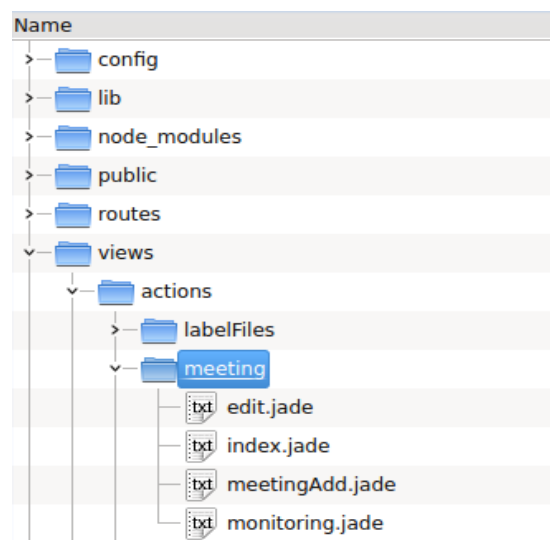 Name
config
lib
node_modules
public
routes
views
actions
labelFiles
meeting
txt edit.jade
txt index.jade
txt meetingAdd.jade
txt monitoring.jade